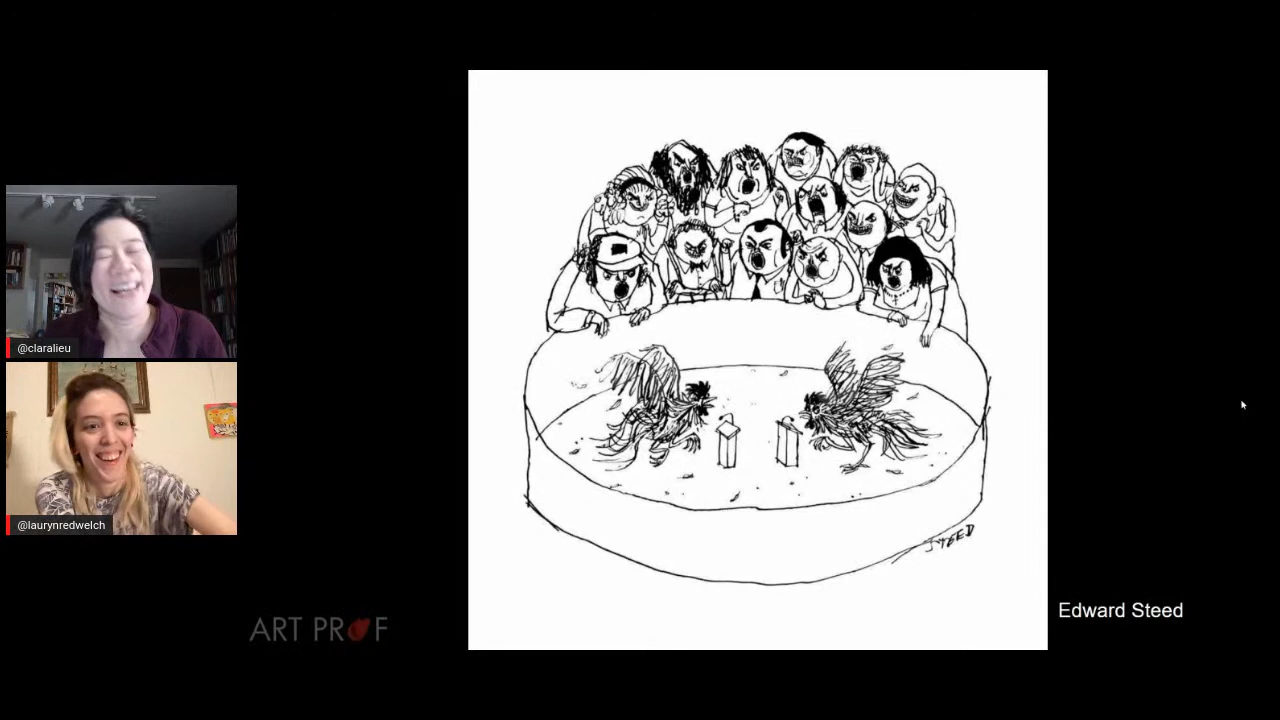 @claralieu
@laurynredwelch
ART PROF
STEED
Edward Steed